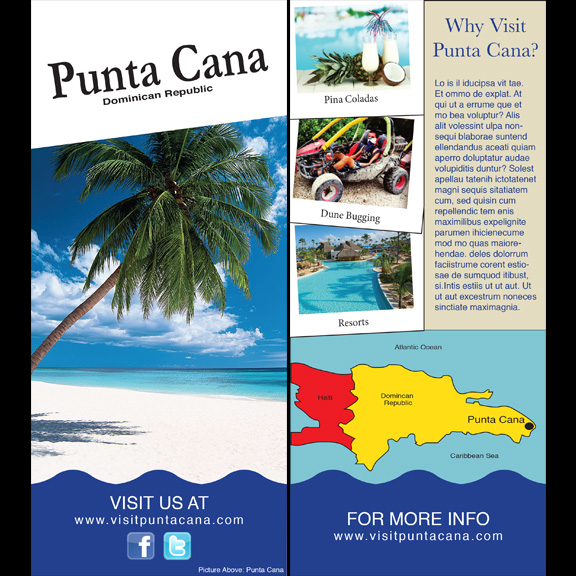 Punta Cana
Dominican Republic
VISIT US AT
www.visitpuntacana.com
f
t
Picture Above: Punta Cana
Pina Coladas
Dune Bugging
Resorts
Why Visit
Punta Cana?
Lo is il iducipsa vit tae.
Et ommo de explat. At
qui ut a errume que et
mo bea voluptur? Alis
alit volessint ulpa non-
sequi blaborae suntend
ellendandus aceati quiam
aperro doluptatur audae
volupiditis duntur? Solest
apellau tatenih ictotatenet
magni sequis sitatiatem
cum, sed quisin cum
repellendic tem enis
maximilibus expelignite
parumen ihicienecume
mod mo quas maiore-
hendae. deles dolorrum
faciistrume corent estio-
sae de sumquod itibust,
si.Intis estiis ut ut aut. Ut
ut aut excestrum noneces
sinctiate maximagnia.
Atlantic Ocean
Haiti
Domincan
Republic
Punta Cana
Caribbean Sea
FOR MORE INFO
www.visitpuntacana.com